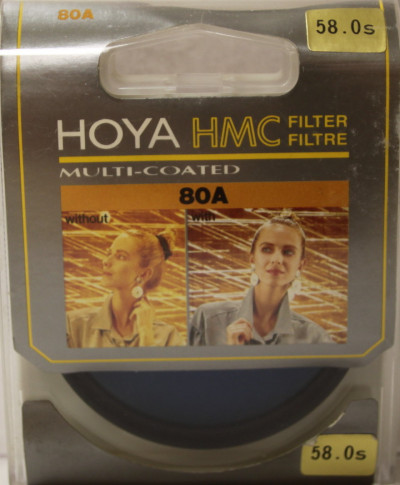 80A
58.0s
HOYA HMC FILTER
FILTRE
MULTI-COATED
80A
without
with
58.0s